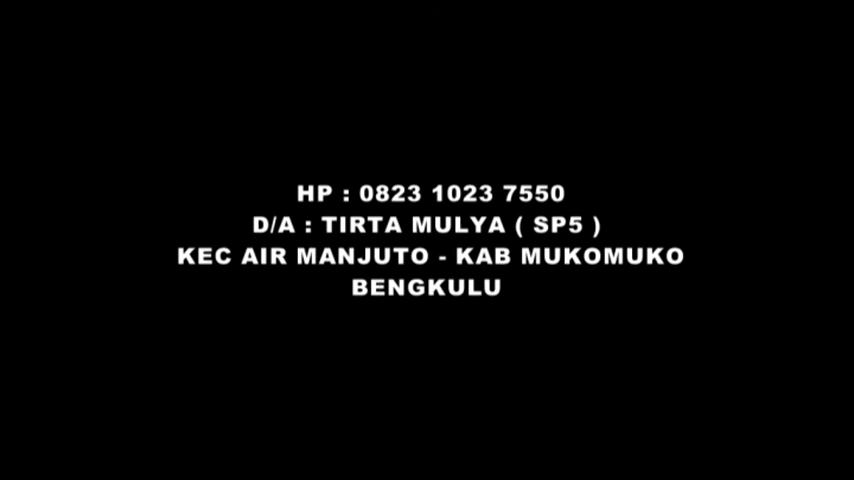 HP : 0823 1023 7550
D/A : TIRTA MULYA ( SP5 )
KEC AIR MANJUTO - KAB MUKOMUKO
BENGKULU